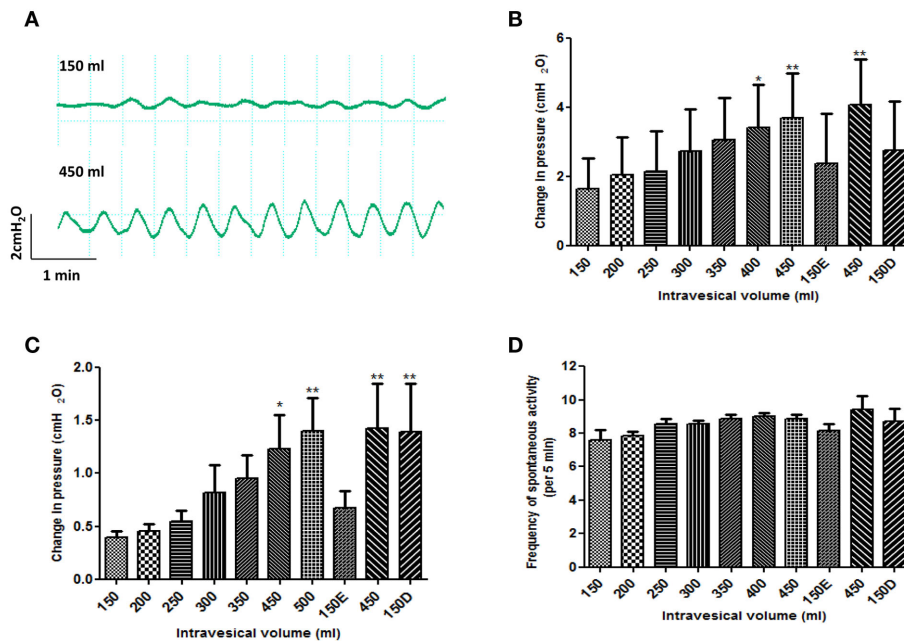 A
150 ml
450 ml
2cmH2O
1 min
B
Change In pressure (cmH 2O)
6
4
2
0
*
**
**
150
200
250
300
350
400
450
150E
450
150D
Intravesical volume (ml)
C
Change In pressure (cmH 2O)
2.0
1.5
1.0
0.5
0.0
*
**
**
**
150
200
250
300
350
450
500
150E
450
150D
Intravesical volume (ml)
D
Frequency of spontaneous activity
(per 5 min)
12
10
8
6
4
2
0
150
200
250
300
350
400
450
150E
450
150D
Intravesical volume (ml)